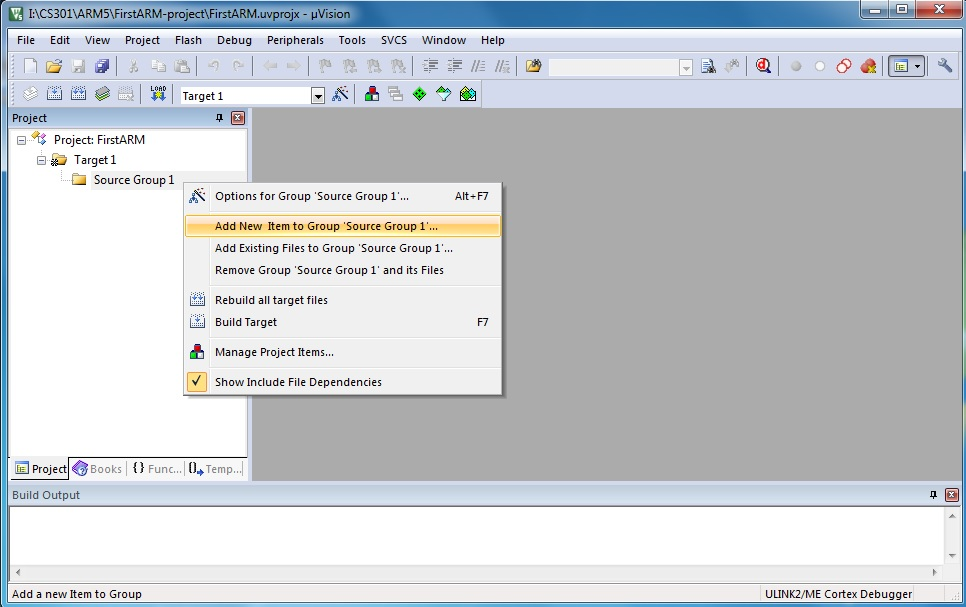 I:\CS301\ARM5\FirstARM-project\FirstARM.uvprojx - µVision
File Edit View Project Flash Debug Peripherals Tools SVCS Window Help
LOAD Target 1
Project
Project: FirstARM
Target 1
Source Group 1
Options for Group 'Source Group 1'... Alt+F7
Add New  Item to Group 'Source Group 1'...
Add Existing Files to Group 'Source Group 1'...
Remove Group 'Source Group 1' and its Files
Rebuild all target files
Build Target F7
Manage Project Items...
Show Include File Dependencies
Project Books {} Func... Temp...
Build Output
Add a new Item to Group ULINK2/ME Cortex Debugger